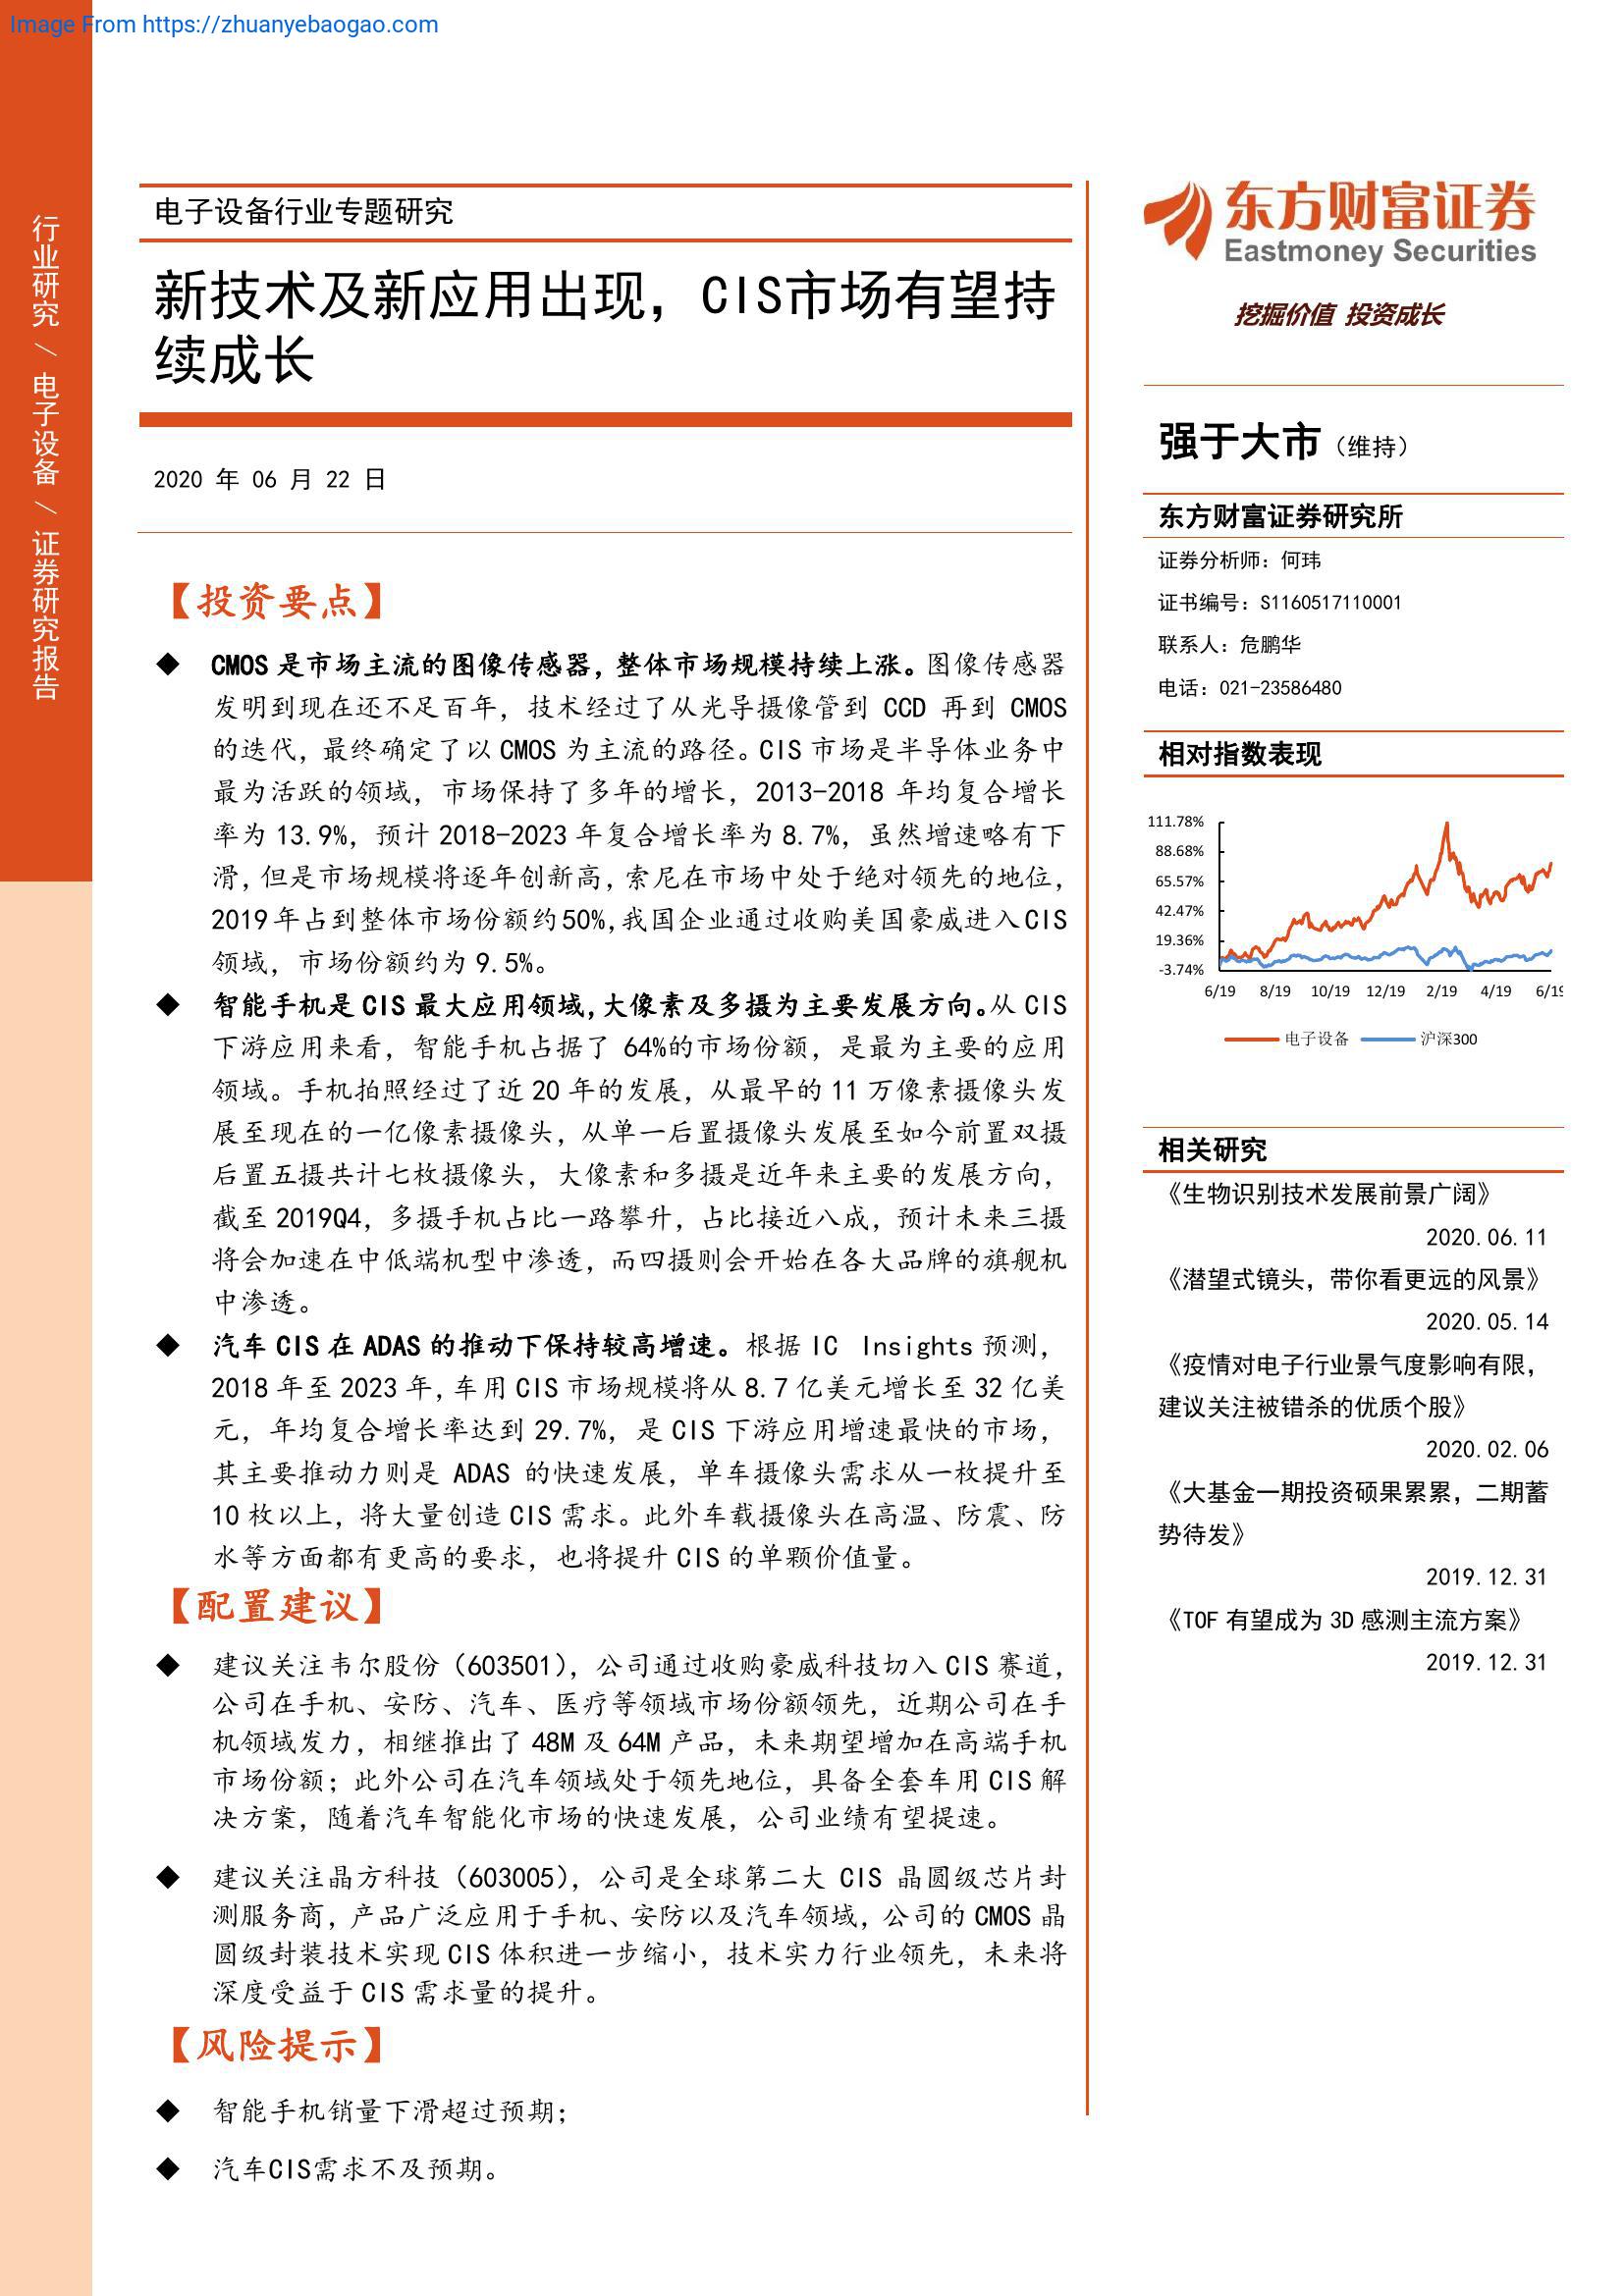 Image From https://zhuanyebaogao.com
行业研究 / 电子设备 / 证券研究报告
电子设备行业专题研究
新技术及新应用出现，CIS市场有望持
续成长
2020 年 06 月 22 日
【投资要点】
◆ CMOS 是市场主流的图像传感器，整体市场规模持续上涨。图像传感器
发明到现在还不足百年，技术经过了从光导摄像管到 CCD 再到 CMOS
的迭代，最终确定了以 CMOS 为主流的路径。CIS 市场是半导体业务中
最为活跃的领域，市场保持了多年的增长，2013-2018 年均复合增长
率为 13.9%，预计 2018-2023 年复合增长率为 8.7%，虽然增速略有下
滑，但是市场规模将逐年创新高，索尼在市场中处于绝对领先的地位，
2019 年占到整体市场份额约 50%，我国企业通过收购美国豪威进入 CIS
领域，市场份额约为 9.5%。
◆ 智能手机是 CIS 最大应用领域，大像素及多摄为主要发展方向。从 CIS
下游应用来看，智能手机占据了 64%的市场份额，是最为主要的应用
领域。手机拍照经过了近 20 年的发展，从最早的 11 万像素摄像头发
展至现在的一亿像素摄像头，从单一后置摄像头发展至如今前置双摄
后置五摄共计七枚摄像头，大像素和多摄是近年来主要的发展方向，
截至 2019Q4，多摄手机占比一路攀升，占比接近八成，预计未来三摄
将会加速在中低端机型中渗透，而四摄则会开始在各大品牌的旗舰机
中渗透。
◆ 汽车 CIS 在 ADAS 的推动下保持较高增速。根据 IC Insights 预测，
2018 年至 2023 年，车用 CIS 市场规模将从 8.7 亿美元增长至 32 亿美
元，年均复合增长率达到 29.7%，是 CIS 下游应用增速最快的市场，
其主要推动力则是 ADAS 的快速发展，单车摄像头需求从一枚提升至
10 枚以上，将大量创造 CIS 需求。此外车载摄像头在高温、防震、防
水等方面都有更高的要求，也将提升 CIS 的单颗价值量。
【配置建议】
◆ 建议关注韦尔股份（603501），公司通过收购豪威科技切入 CIS 赛道，
公司在手机、安防、汽车、医疗等领域市场份额领先，近期公司在手
机领域发力，相继推出了 48M 及 64M 产品，未来期望增加在高端手机
市场份额；此外公司在汽车领域处于领先地位，具备全套车用 CIS 解
决方案，随着汽车智能化市场的快速发展，公司业绩有望提速。
◆ 建议关注晶方科技（603005），公司是全球第二大 CIS 晶圆级芯片封
测服务商，产品广泛应用于手机、安防以及汽车领域，公司的 CMOS 晶
圆级封装技术实现 CIS 体积进一步缩小，技术实力行业领先，未来将
深度受益于 CIS 需求量的提升。
【风险提示】
◆ 智能手机销量下滑超过预期；
◆ 汽车CIS需求不及预期。
东方财富证券
Eastmoney Securities
挖掘价值 投资成长
强于大市（维持）
东方财富证券研究所
证券分析师：何玮
证书编号：S1160517110001
联系人：危鹏华
电话：021-23586480
相对指数表现
111.78%
88.68%
65.57%
42.47%
19.36%
-3.74%
6/19 8/19 10/19 12/19 2/19 4/19 6/19
电子设备 沪深300
相关研究
《生物识别技术发展前景广阔》
2020.06.11
《潜望式镜头，带你看更远的风景》
2020.05.14
《疫情对电子行业景气度影响有限，
建议关注被错杀的优质个股》
2020.02.06
《大基金一期投资硕果累累，二期蓄
势待发》
2019.12.31
《TOF 有望成为 3D 感测主流方案》
2019.12.31